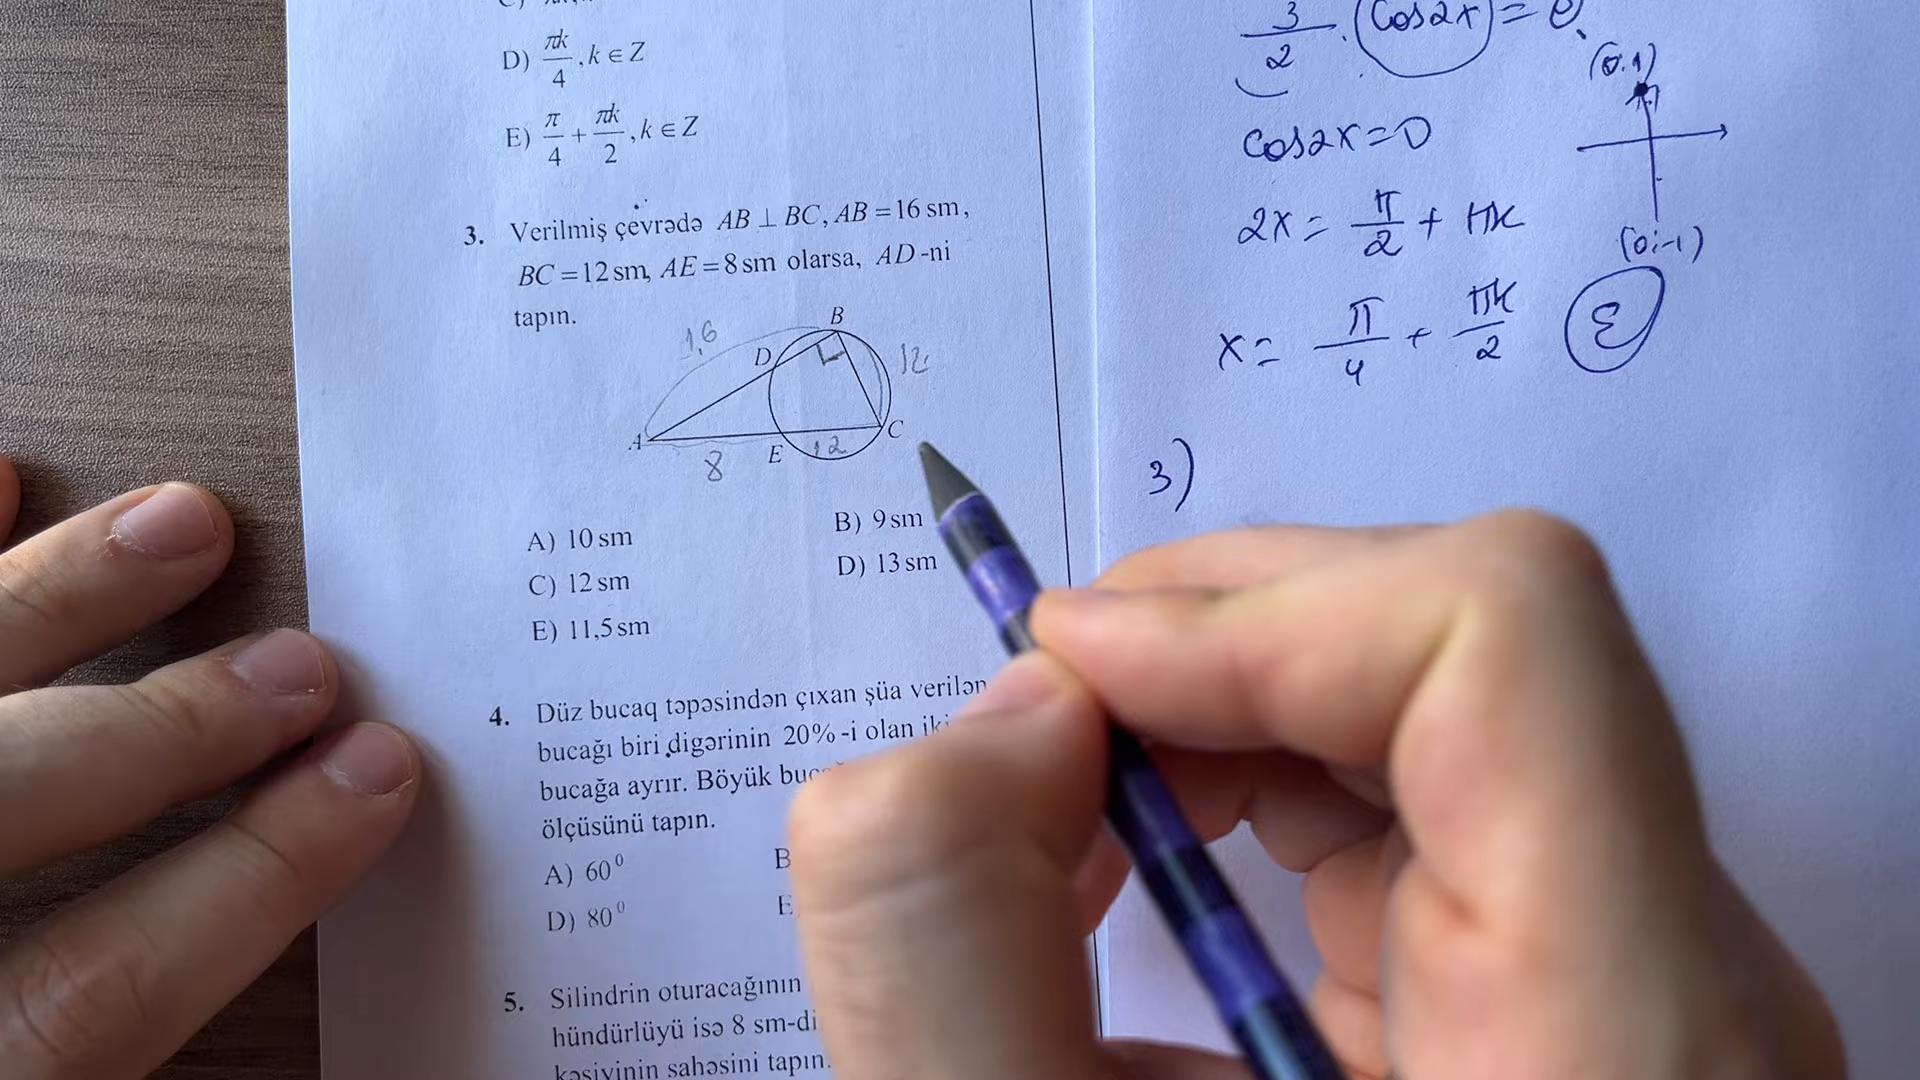 D) πk/4 , k ∈ Z
E) π/4 + πk/2 , k ∈ Z
3. Verilmiş çevrədə AB ⊥ BC, AB = 16 sm,
BC = 12 sm, AE = 8 sm olarsa, AD -ni
tapın.
B
16
D
12
A
C
8
E
12
A) 10 sm
B) 9 sm
C) 12 sm
D) 13 sm
E) 11,5 sm
4. Düz bucaq təpəsindən çıxan şüa verilən
bucağı biri digərinin 20% -i olan
bucağa ayrır. Böyük
ölçüsünü tapın.
A) 60⁰
B
D) 80⁰
E
5. Silindrin oturacağının
hündürlüyü isə 8 sm-di
kəsiyinin sahəsini tapın.
3/2 . cos2x = 0
(0.1)
cos2x=0
2x = π/2 + πk
(0;-1)
x = π/4 + πk/2
E
3)